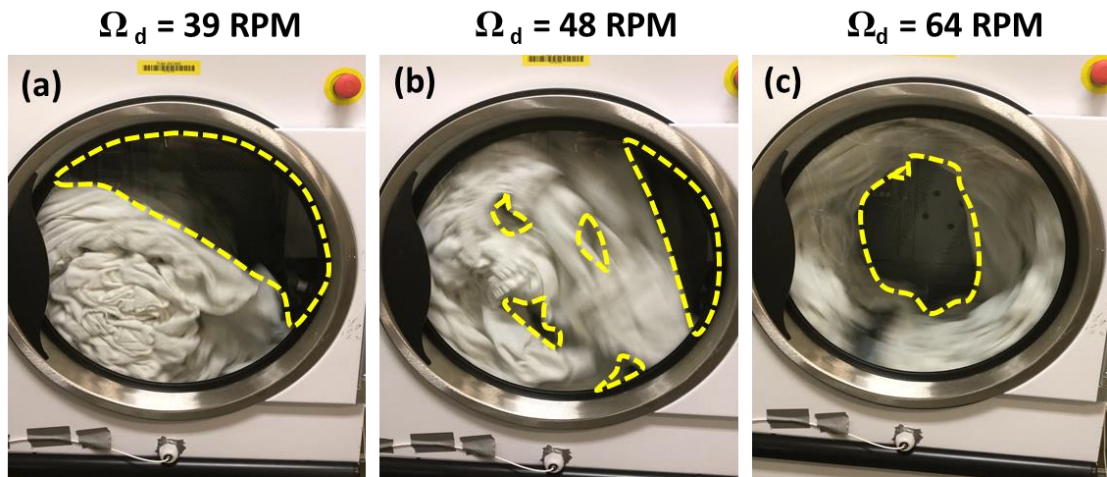 Ω d = 39 RPM
Ω d = 48 RPM
Ωd = 64 RPM
(a)
(b)
(c)